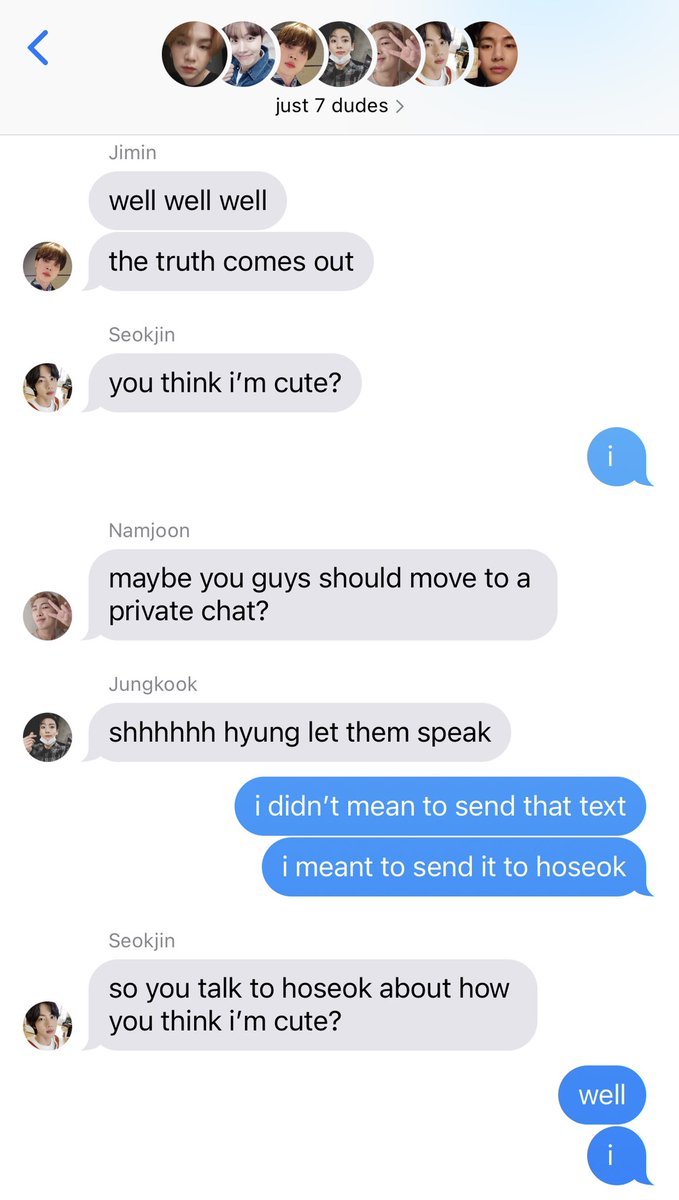 just 7 dudes >
Jimin
well well well
the truth comes out
Seokjin
you think i’m cute?
i
Namjoon
maybe you guys should move to a
private chat?
Jungkook
shhhhhh hyung let them speak
i didn’t mean to send that text
i meant to send it to hoseok
Seokjin
so you talk to hoseok about how
you think i’m cute?
well
i